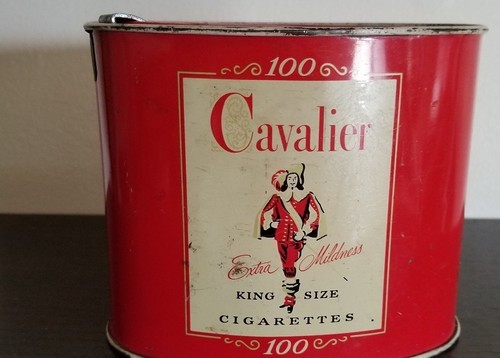 100
Cavalier
Extra Mildness
KING SIZE
CIGARETTES
100